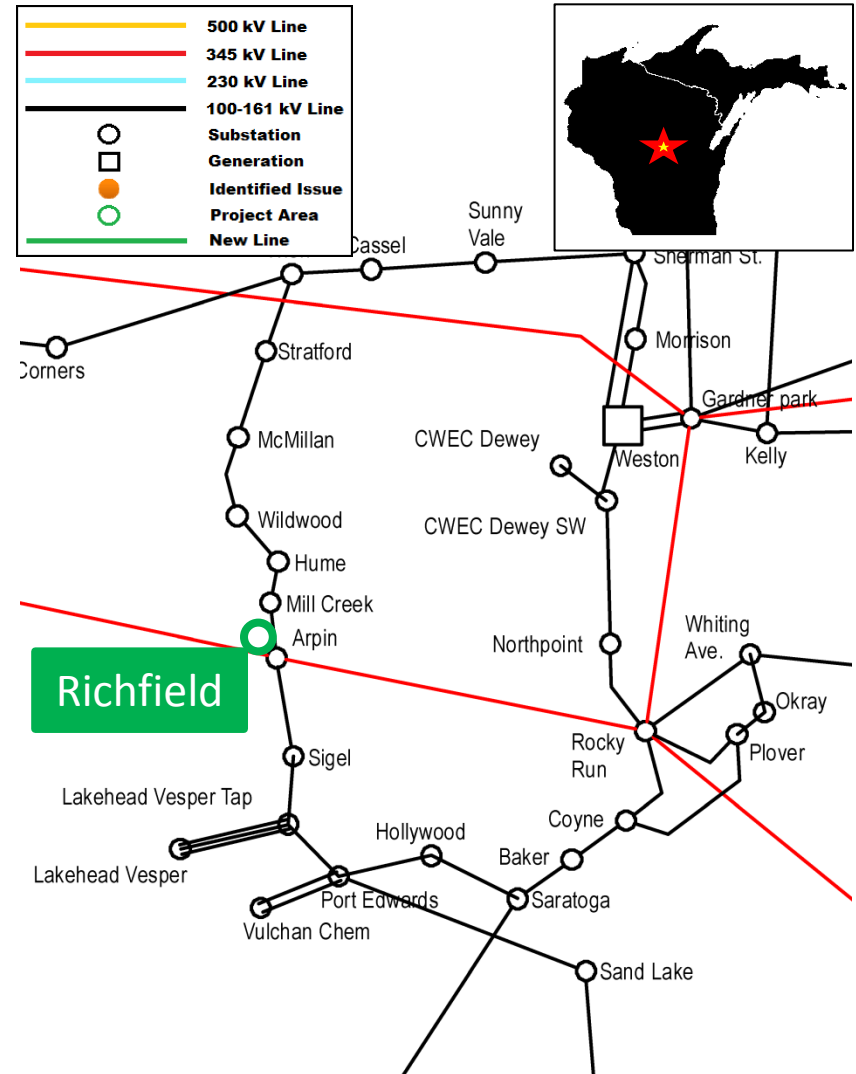 500 kV Line
345 kV Line
230 kV Line
100-161 kV Line
Substation
Generation
Identified Issue
Project Area
New Line
Cassel
Sunny
Vale
Sherman St.
Corners
Stratford
Morrison
Gardner park
McMillan
CWEC Dewey
Weston
Kelly
Wildwood
CWEC Dewey SW
Hume
Mill Creek
Arpin
Northpoint
Whiting
Ave.
Richfield
Okray
Rocky
Run
Plover
Sigel
Lakehead Vesper Tap
Coyne
Hollywood
Baker
Lakehead Vesper
Port Edwards
Saratoga
Vulchan Chem
Sand Lake